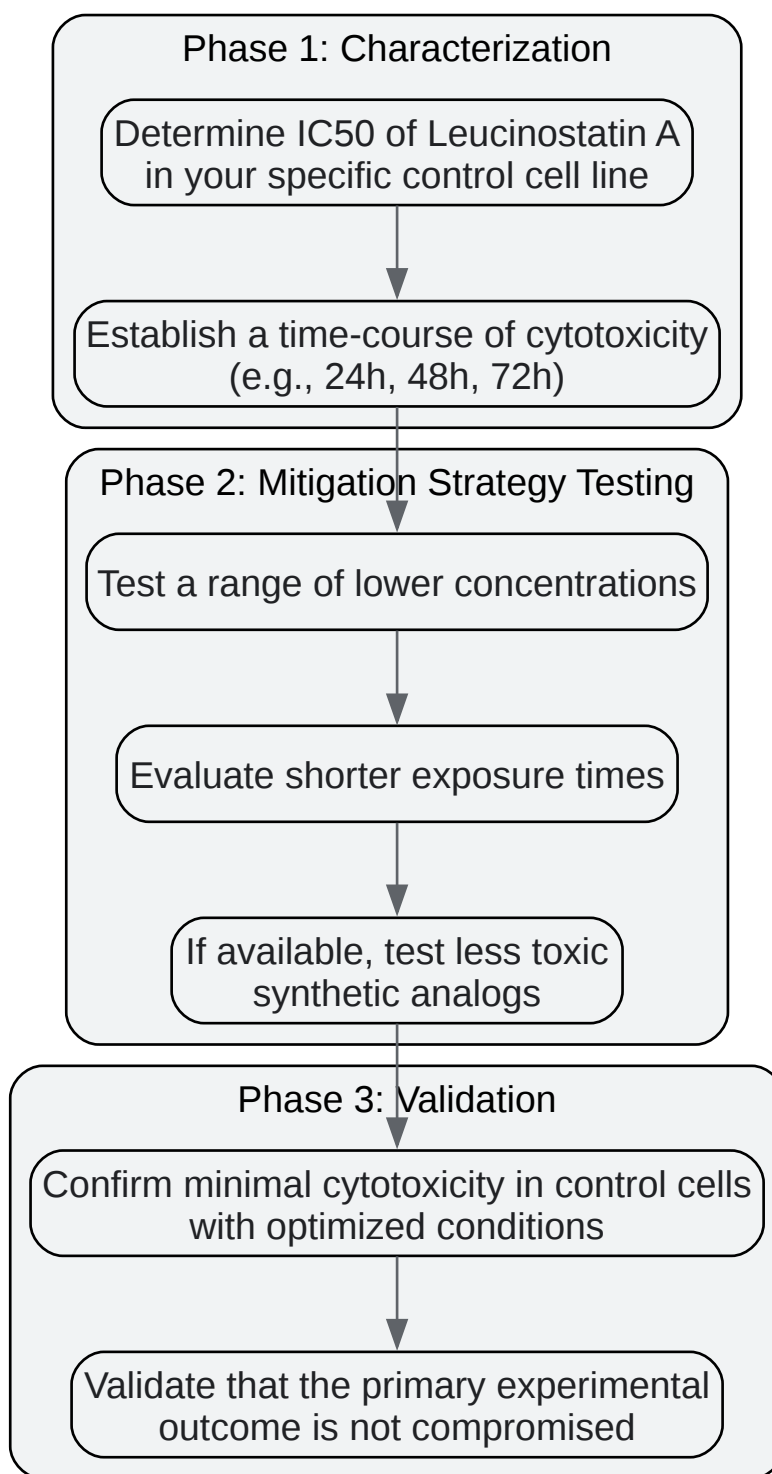 Phase 1: Characterization
Determine IC50 of Leucinostatin A
in your specific control cell line
Establish a time-course of cytotoxicity
(e.g., 24h, 48h, 72h)
Phase 2: Mitigation Strategy Testing
Test a range of lower concentrations
Evaluate shorter exposure times
If available, test less toxic
synthetic analogs
Phase 3: Validation
Confirm minimal cytotoxicity in control cells
with optimized conditions
Validate that the primary experimental
outcome is not compromised